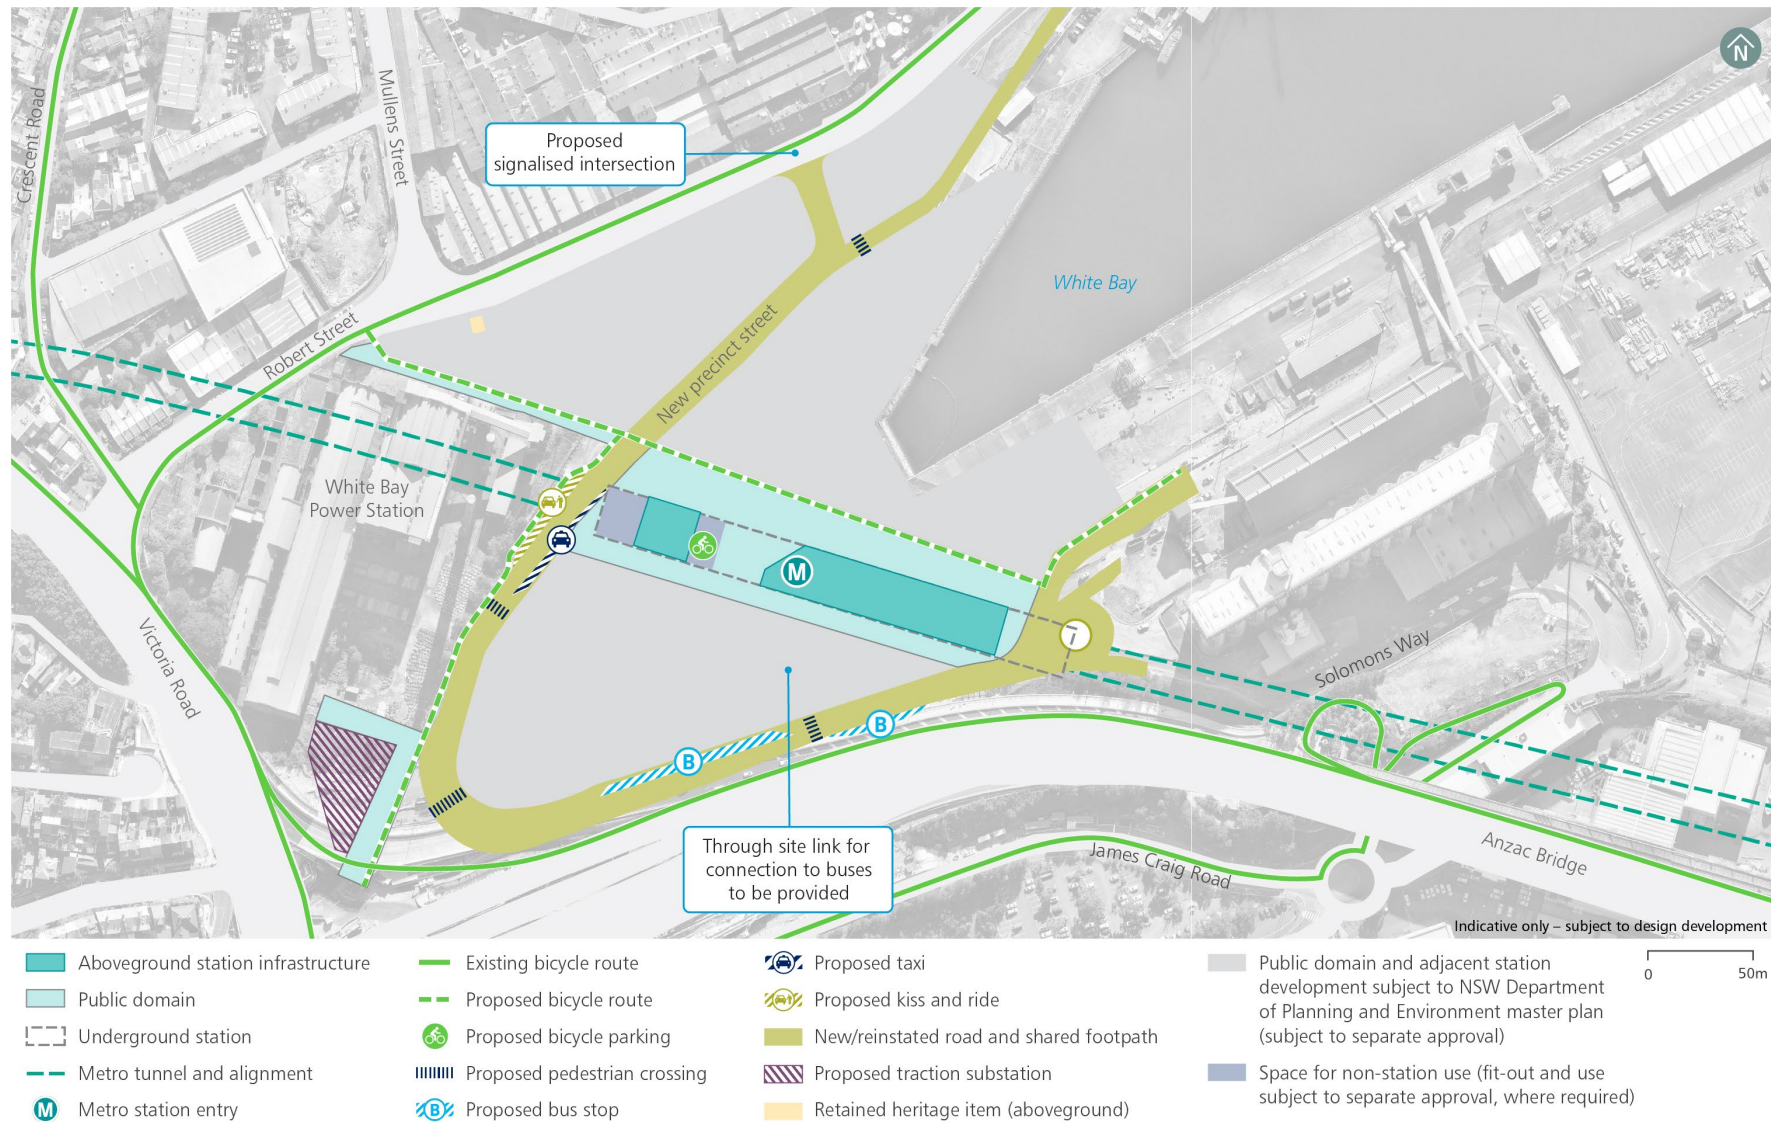 N
Crescent Road
Mullens Street
Proposed
signalised intersection
White Bay
Robert Street
New precinct street
White Bay
Power Station
M
Victoria Road
i
Solomons Way
B
B
Through site link for
connection to buses
to be provided
James Craig Road
Anzac Bridge
Indicative only – subject to design development
Aboveground station infrastructure
Public domain
Underground station
Metro tunnel and alignment
M Metro station entry
Existing bicycle route
Proposed bicycle route
Proposed bicycle parking
Proposed pedestrian crossing
B Proposed bus stop
Proposed taxi
Proposed kiss and ride
New/reinstated road and shared footpath
Proposed traction substation
Retained heritage item (aboveground)
Public domain and adjacent station
development subject to NSW Department
of Planning and Environment master plan
(subject to separate approval)
Space for non-station use (fit-out and use
subject to separate approval, where required)
0 50m